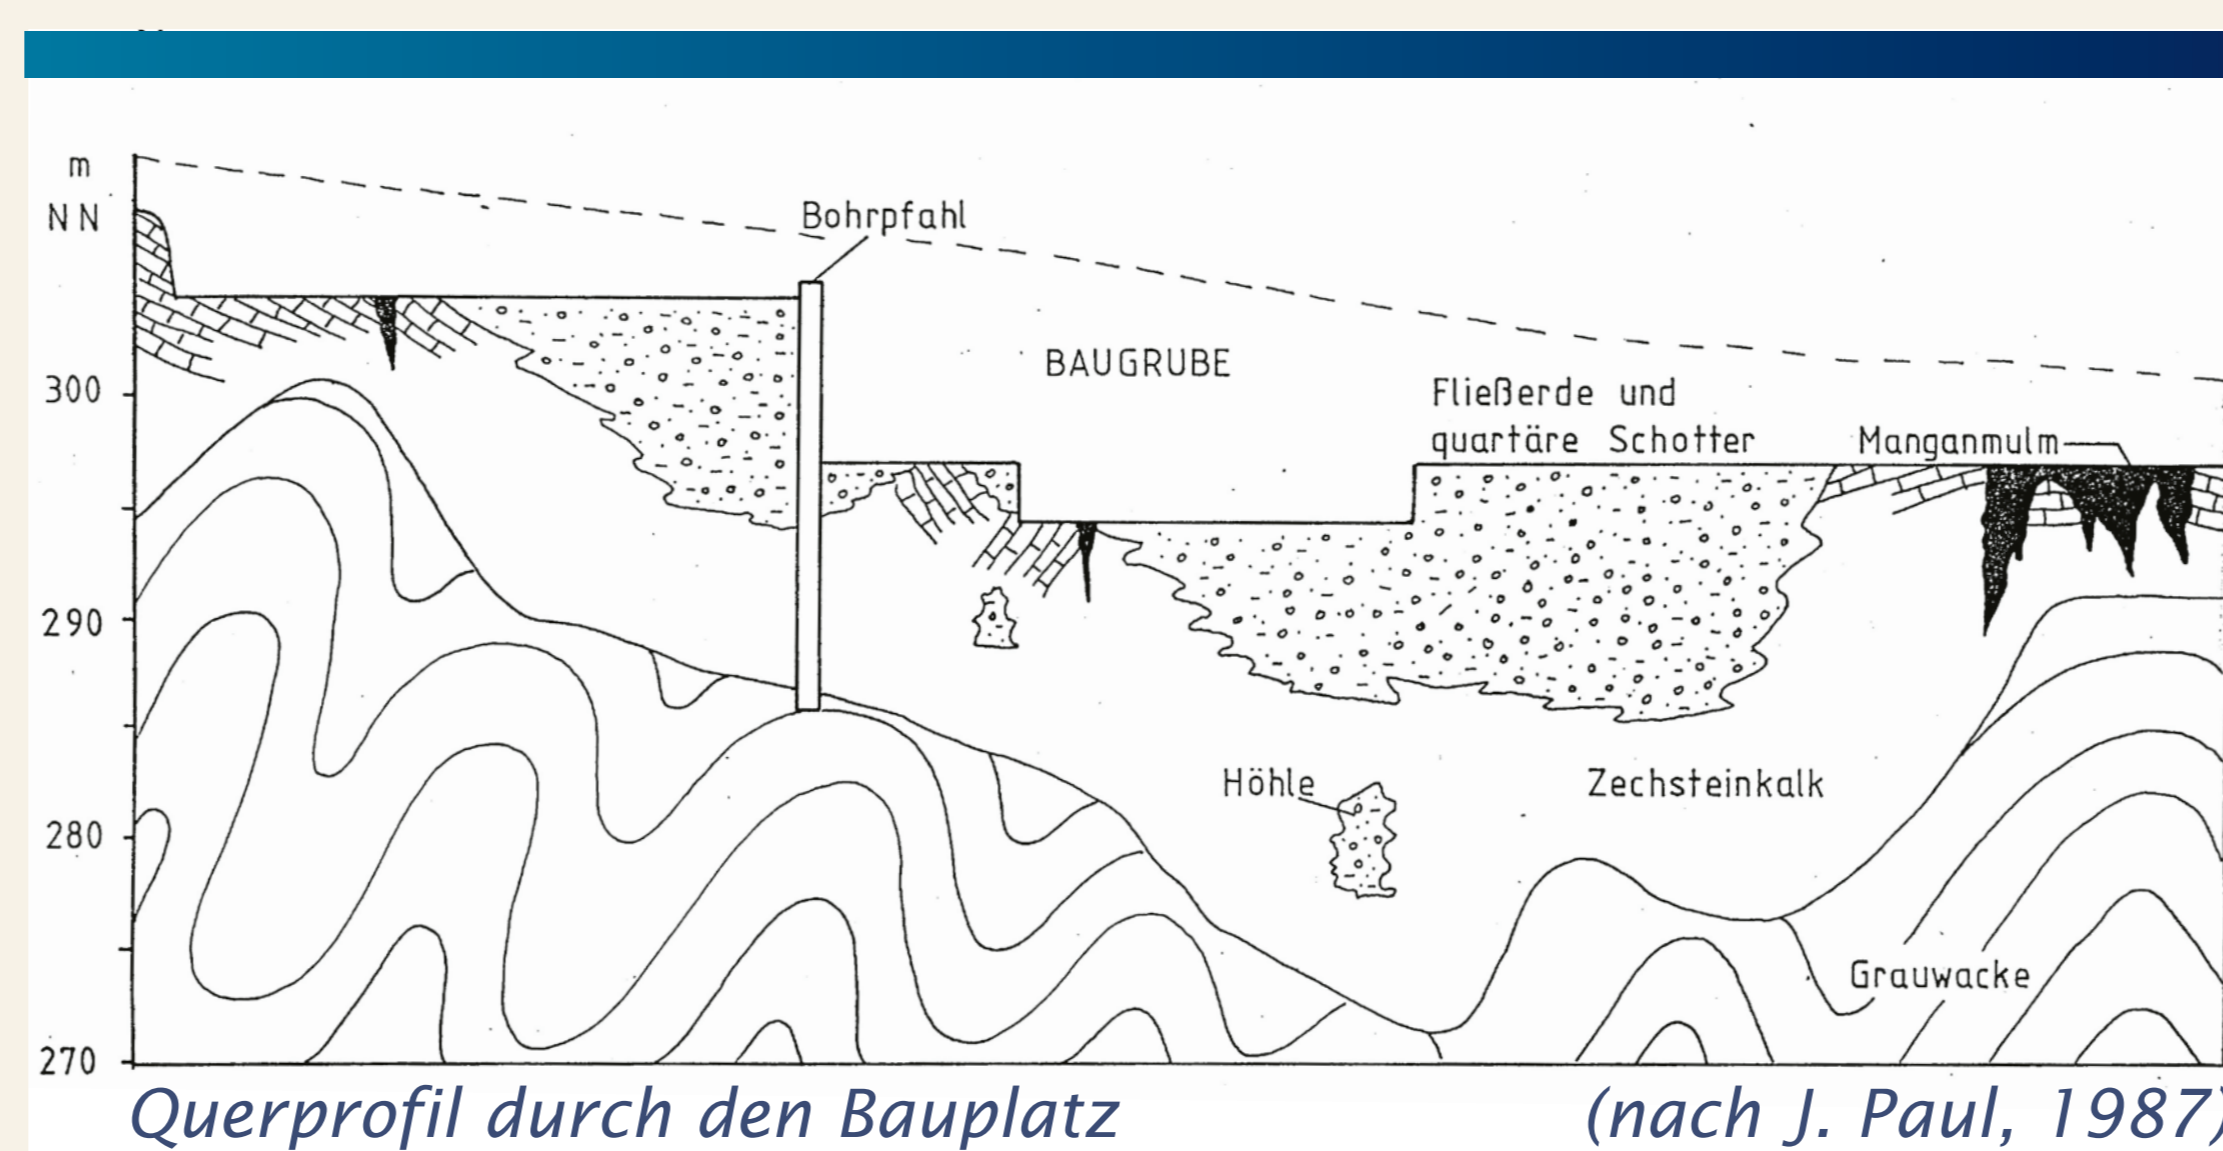 m
NN
Bohrpfahl
BAUGRUBE
300
Fließerde und
quartäre Schotter
Manganmulm
290
Höhle
Zechsteinkalk
280
Grauwacke
270
Querprofil durch den Bauplatz
(nach J. Paul, 1987)